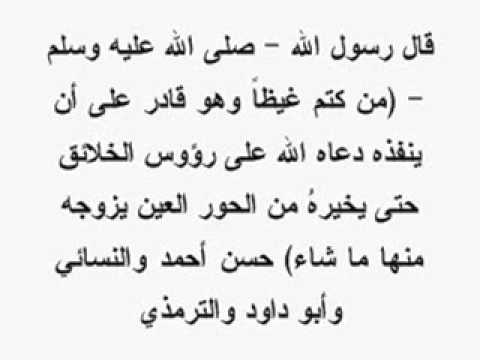 قال رسول الله - صلى الله عليه وسلم
- (من كتم غيظاً وهو قادر على أن
ينفذه دعاه الله على رؤوس الخلائق
حتى يخيرهُ من الحور العين يزوجه
منها ما شاء) حسن أحمد والنسائي
وأبو داود والترمذي